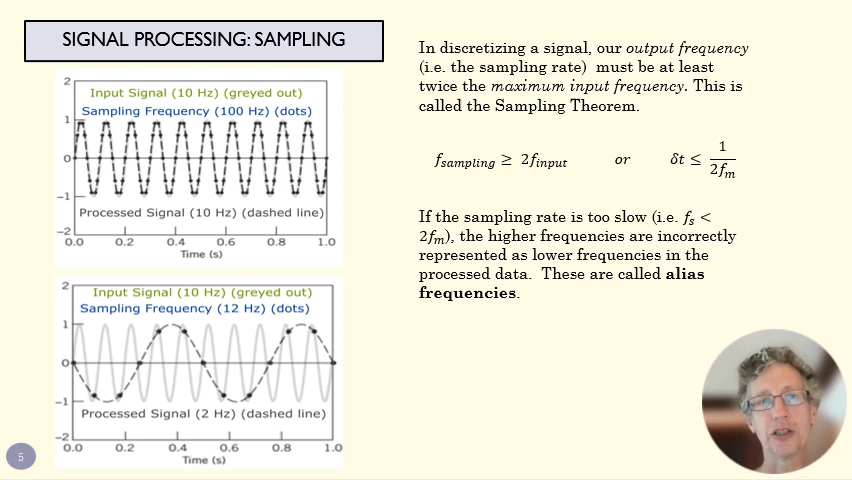 SIGNAL PROCESSING: SAMPLING
2
Input Signal (10 Hz) (greyed out)
Sampling Frequency (100 Hz) (dots)
1
0
−1
Processed Signal (10 Hz) (dashed line)
−2
0.0 0.2 0.4 0.6 0.8 1.0
Time (s)
2
Input Signal (10 Hz) (greyed out)
Sampling Frequency (12 Hz) (dots)
1
0
−1
Processed Signal (2 Hz) (dashed line)
−2
0.0 0.2 0.4 0.6 0.8 1.0
Time (s)
5
In discretizing a signal, our output frequency
(i.e. the sampling rate) must be at least
twice the maximum input frequency. This is
called the Sampling Theorem.
f_sampling ≥ 2f_input or δt ≤ 1/2f_m
If the sampling rate is too slow (i.e. f_s <
2f_m), the higher frequencies are incorrectly
represented as lower frequencies in the
processed data. These are called alias
frequencies.